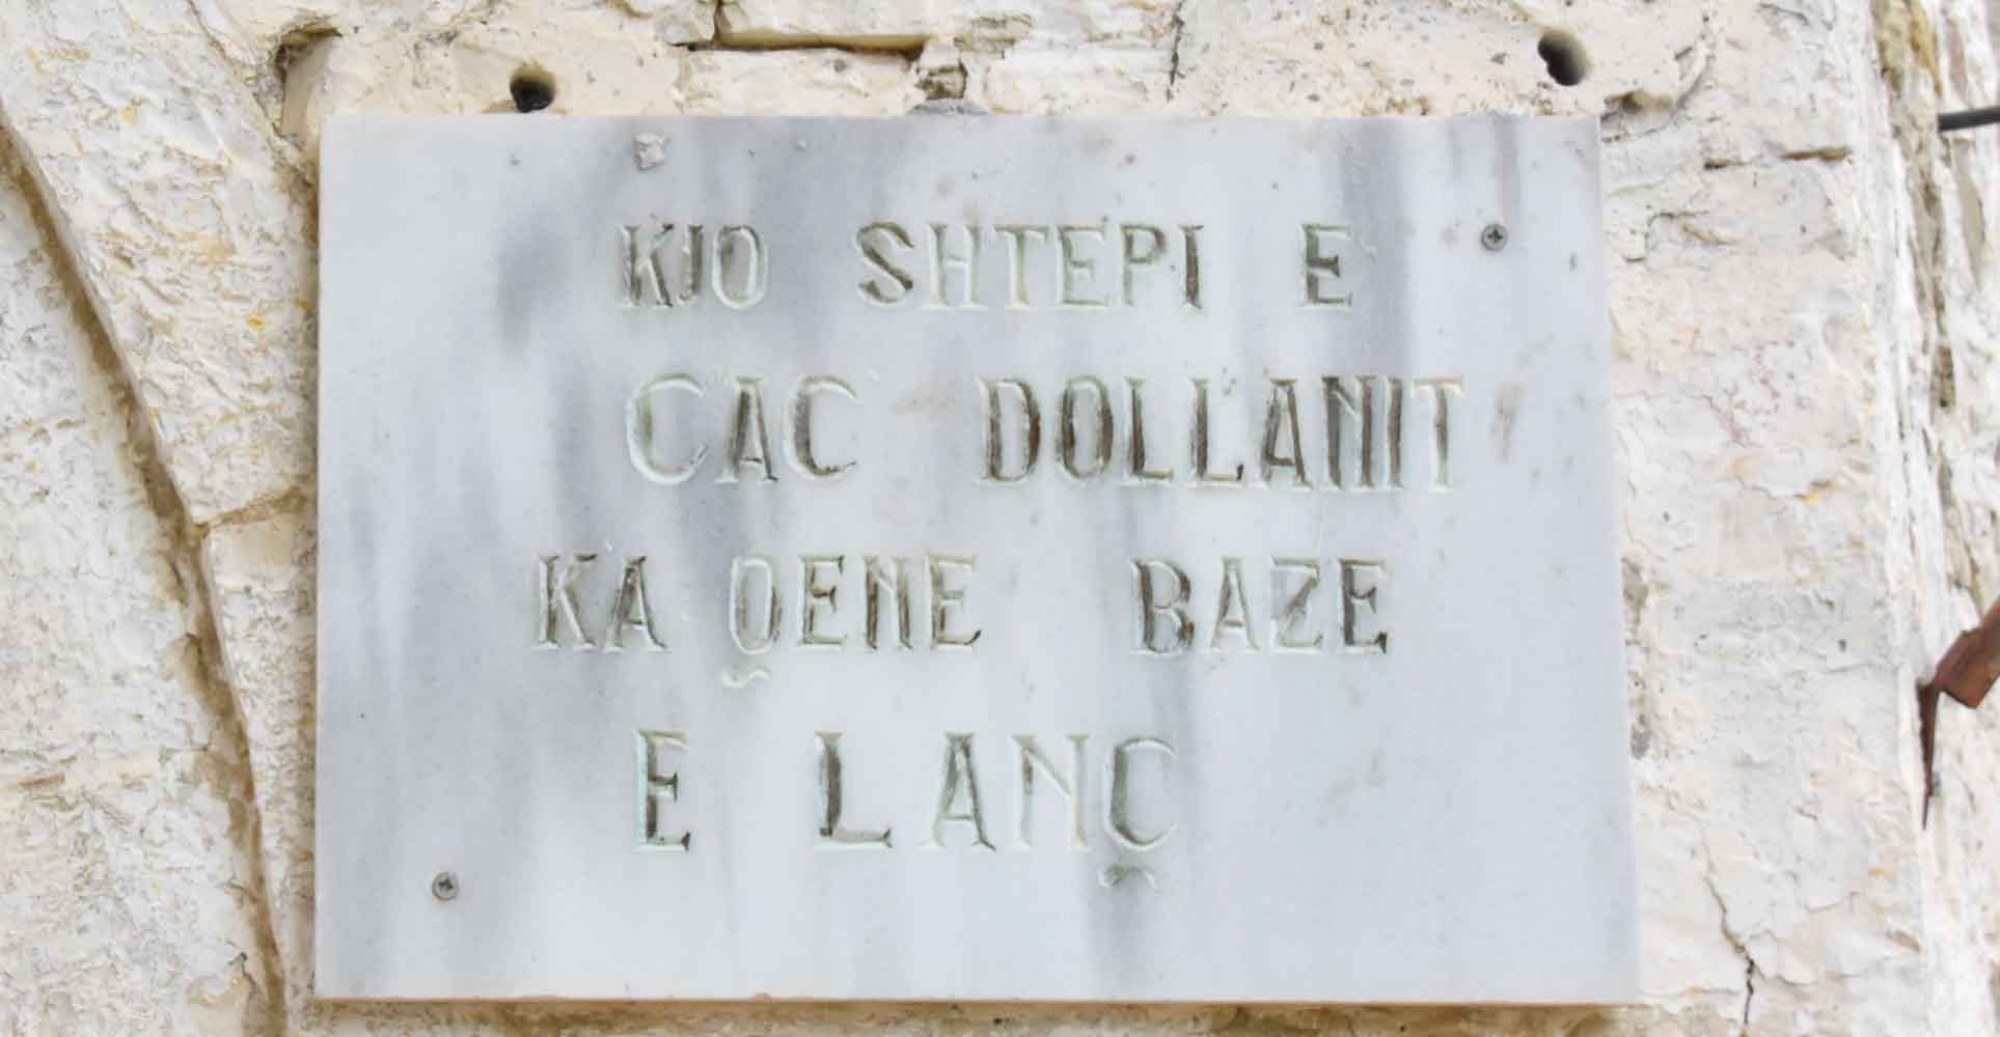 KJO SHTEPI E
CAC DOLLANIT
KA QENE BAZE
E LANÇ